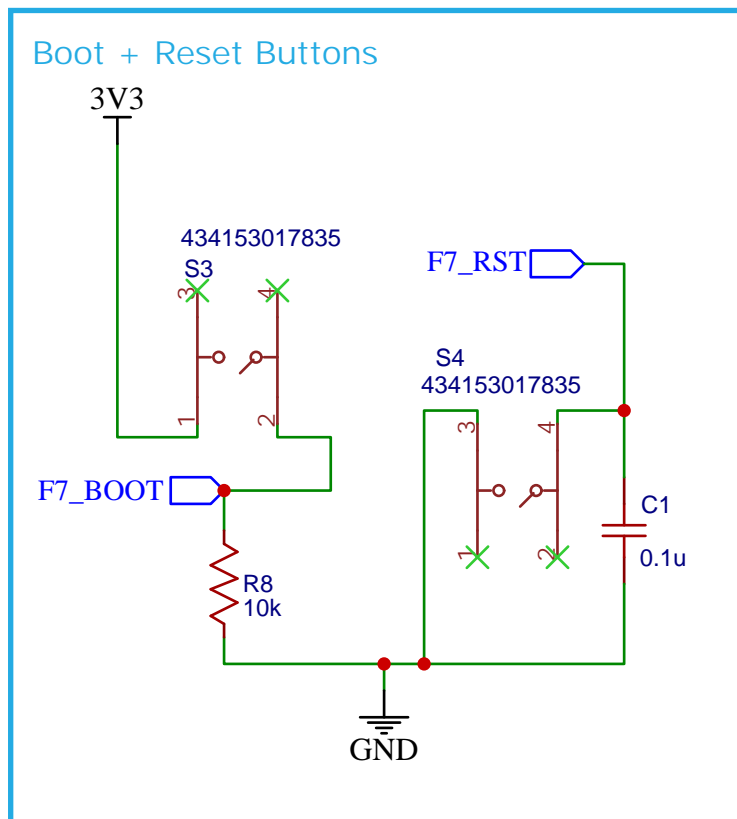 Boot + Reset Buttons
3V3
434153017835
S3
3
4
1
2
F7_BOOT
R8
10k
F7_RST
S4
434153017835
3
4
1
2
C1
0.1u
GND